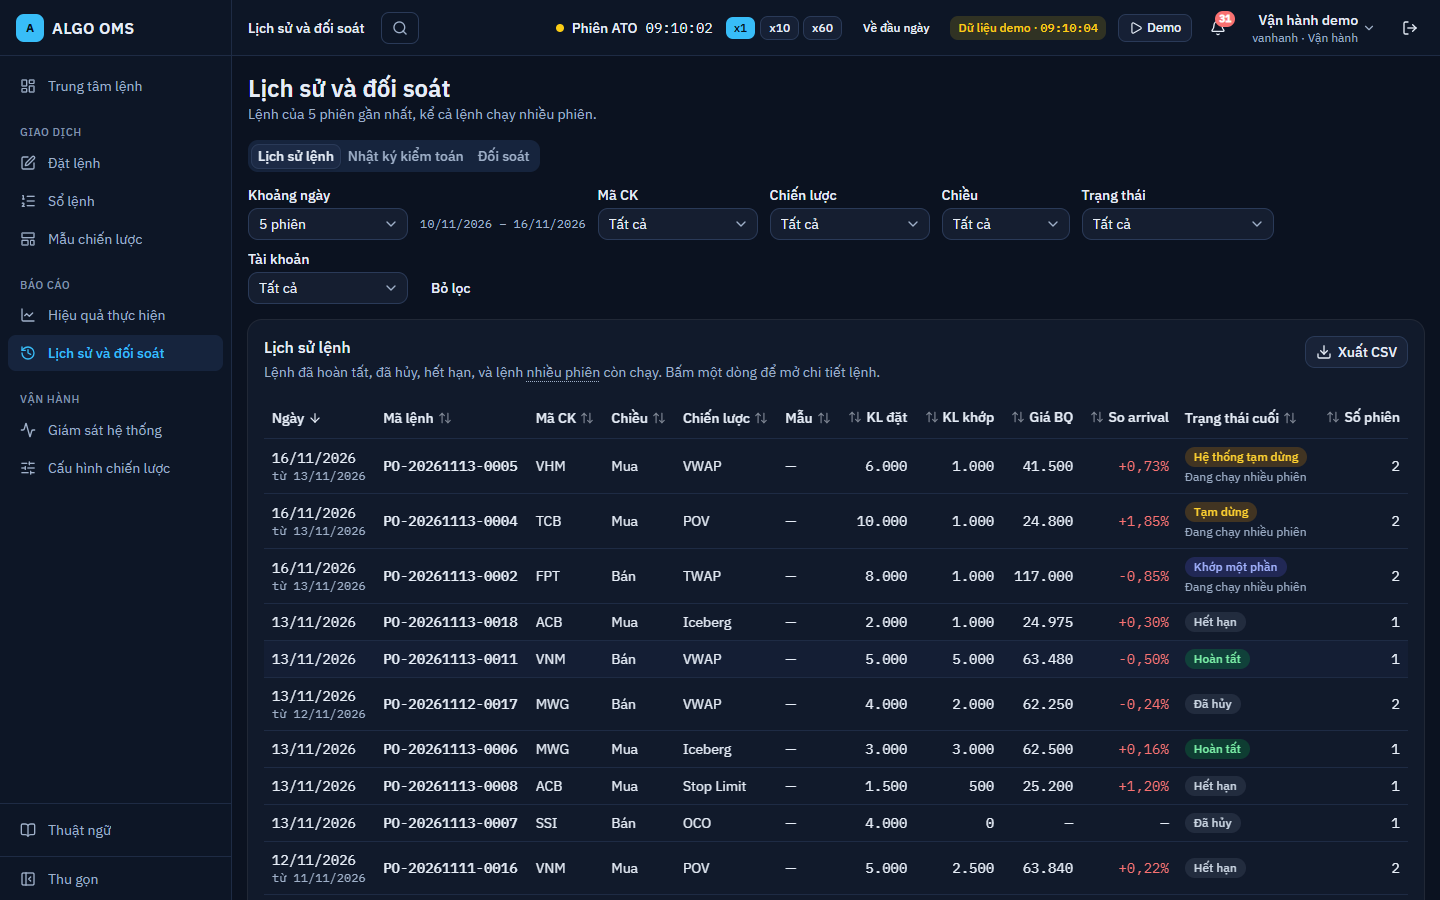 A ALGO OMS
Lịch sử và đối soát
Phiên ATO 09:10:02
x1 x10 x60
Về đầu ngày
Dữ liệu demo · 09:10:04
Demo
31
Vận hành demo
vanhanh · Vận hành
Trung tâm lệnh
GIAO DỊCH
Đặt lệnh
Sổ lệnh
Mẫu chiến lược
BÁO CÁO
Hiệu quả thực hiện
Lịch sử và đối soát
VẬN HÀNH
Giám sát hệ thống
Cấu hình chiến lược
Thuật ngữ
Thu gọn
Lịch sử và đối soát
Lệnh của 5 phiên gần nhất, kể cả lệnh chạy nhiều phiên.
Lịch sử lệnh Nhật ký kiểm toán Đối soát
Khoảng ngày Mã CK Chiến lược Chiều Trạng thái
5 phiên 10/11/2026 – 16/11/2026 Tất cả Tất cả Tất cả Tất cả
Tài khoản
Tất cả Bỏ lọc
Lịch sử lệnh
Lệnh đã hoàn tất, đã hủy, hết hạn, và lệnh nhiều phiên còn chạy. Bấm một dòng để mở chi tiết lệnh.
Xuất CSV
Ngày Mã lệnh Mã CK Chiều Chiến lược Mẫu KL đặt KL khớp Giá BQ So arrival Trạng thái cuối Số phiên
16/11/2026 PO-20261113-0005 VHM Mua VWAP — 6.000 1.000 41.500 +0,73% Hệ thống tạm dừng 2
từ 13/11/2026 Đang chạy nhiều phiên
16/11/2026 PO-20261113-0004 TCB Mua POV — 10.000 1.000 24.800 +1,85% Tạm dừng 2
từ 13/11/2026 Đang chạy nhiều phiên
16/11/2026 PO-20261113-0002 FPT Bán TWAP — 8.000 1.000 117.000 -0,85% Khớp một phần 2
từ 13/11/2026 Đang chạy nhiều phiên
13/11/2026 PO-20261113-0018 ACB Mua Iceberg — 2.000 1.000 24.975 +0,30% Hết hạn 1
13/11/2026 PO-20261113-0011 VNM Bán VWAP — 5.000 5.000 63.480 -0,50% Hoàn tất 1
13/11/2026 PO-20261112-0017 MWG Bán VWAP — 4.000 2.000 62.250 -0,24% Đã hủy 2
từ 12/11/2026
13/11/2026 PO-20261113-0006 MWG Mua Iceberg — 3.000 3.000 62.500 +0,16% Hoàn tất 1
13/11/2026 PO-20261113-0008 ACB Mua Stop Limit — 1.500 500 25.200 +1,20% Hết hạn 1
13/11/2026 PO-20261113-0007 SSI Bán OCO — 4.000 0 — — Đã hủy 1
12/11/2026 PO-20261111-0016 VNM Mua POV — 5.000 2.500 63.840 +0,22% Hết hạn 2
từ 11/11/2026